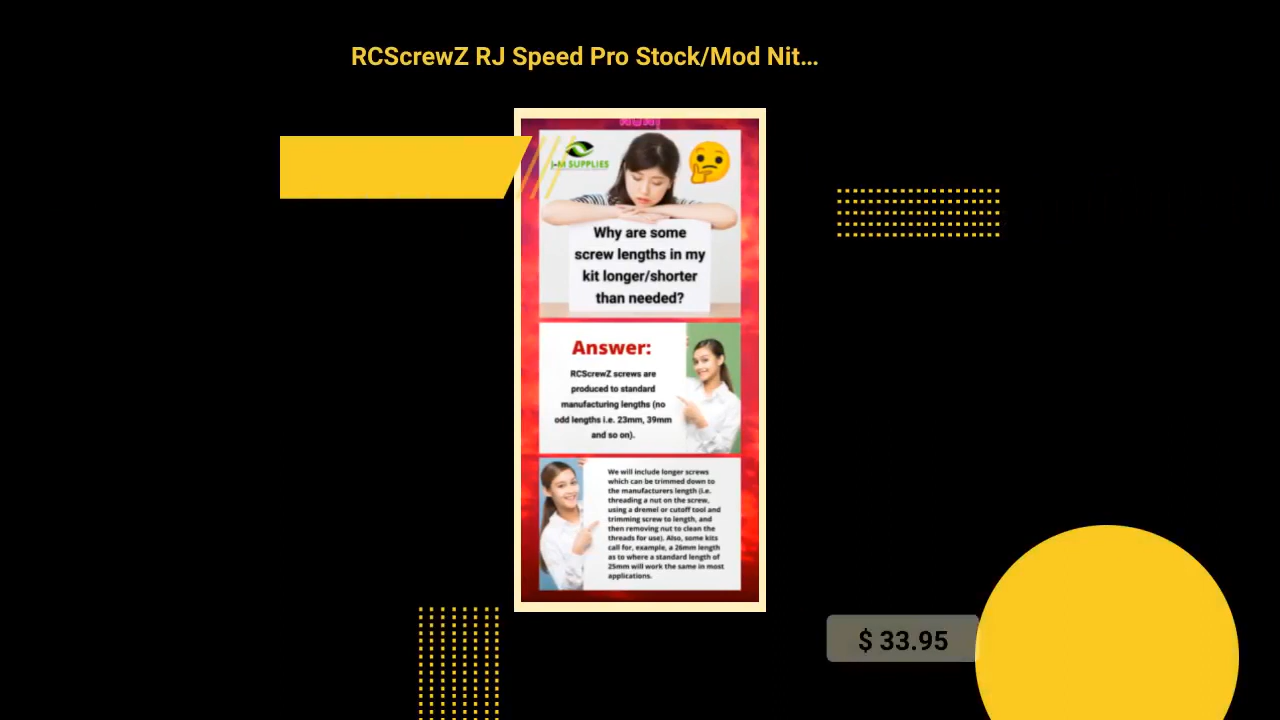 RCScrewZ RJ Speed Pro Stock/Mod Nit...
J-M SUPPLIES
Why are some
screw lengths in my
kit longer/shorter
than needed?
Answer:
RCScrewZ screws are
produced to standard
manufacturing lengths (no
odd lengths i.e. 23mm, 39mm
and so on).
We will include longer screws
which can be trimmed down to
the manufacturers length (i.e.
threading a nut on the screw,
using a dremel or cutoff tool and
trimming screw to length, and
then removing nut to clean the
threads for use). Also, some kits
call for, example, a 26mm length
as to where a standard length of
25mm will work the same in most
applications.
$ 33.95